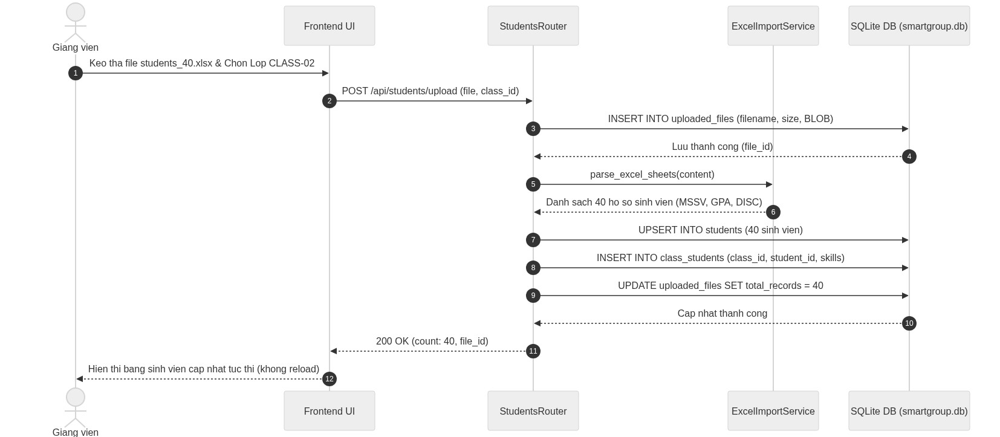 Giang vien
Frontend UI
StudentsRouter
ExcelImportService
SQLite DB (smartgroup.db)
Keo tha file students_40.xlsx & Chon Lop CLASS-02
1
POST /api/students/upload (file, class_id)
2
INSERT INTO uploaded_files (filename, size, BLOB)
3
Luu thanh cong (file_id)
4
parse_excel_sheets(content)
5
Danh sach 40 ho so sinh vien (MSSV, GPA, DISC)
6
UPSERT INTO students (40 sinh vien)
7
INSERT INTO class_students (class_id, student_id, skills)
8
UPDATE uploaded_files SET total_records = 40
9
Cap nhat thanh cong
10
200 OK (count: 40, file_id)
11
Hien thi bang sinh vien cap nhat tuc thi (khong reload)
12
Giang vien
Frontend UI
StudentsRouter
ExcelImportService
SQLite DB (smartgroup.db)